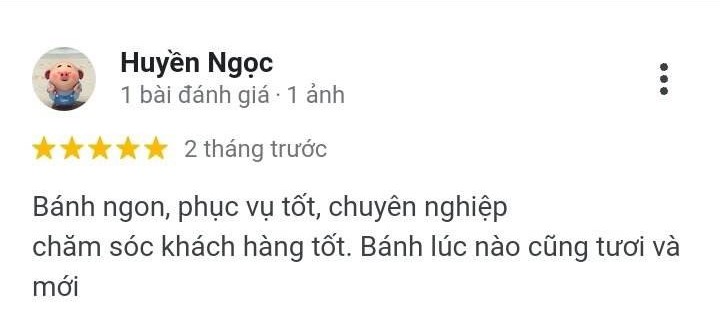 Huyền Ngọc
1 bài đánh giá · 1 ảnh
2 tháng trước
Bánh ngon, phục vụ tốt, chuyên nghiệp
chăm sóc khách hàng tốt. Bánh lúc nào cũng tươi và
mới